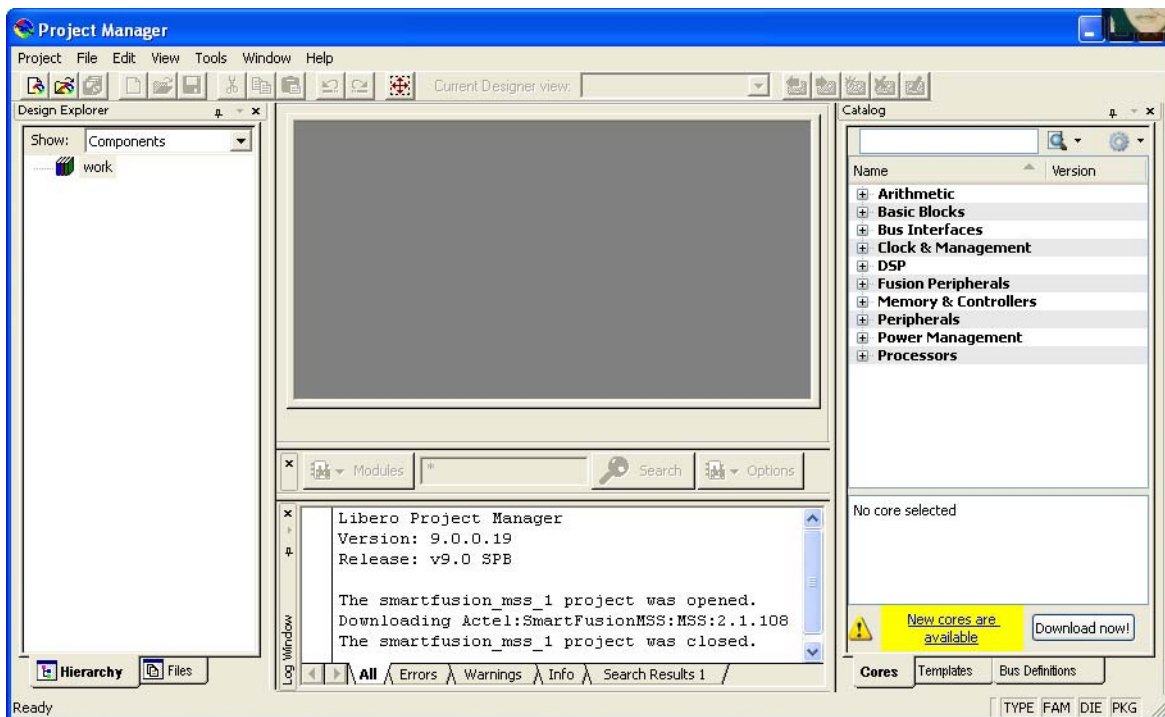 Project Manager
Project File Edit View Tools Window Help
Current Designer view:
Design Explorer
Show: Components
work
Hierarchy Files
Modules * Search Options
Libero Project Manager
Version: 9.0.0.19
Release: v9.0 SPB
The smartfusion_mss_1 project was opened.
Downloading Actel:SmartFusionMSS:MSS:2.1.108
The smartfusion_mss_1 project was closed.
Log Window
All Errors Warnings Info Search Results 1
Catalog
Name Version
Arithmetic
Basic Blocks
Bus Interfaces
Clock & Management
DSP
Fusion Peripherals
Memory & Controllers
Peripherals
Power Management
Processors
No core selected
New cores are
available
Download now!
Cores Templates Bus Definitions
Ready
TYPE FAM DIE PKG